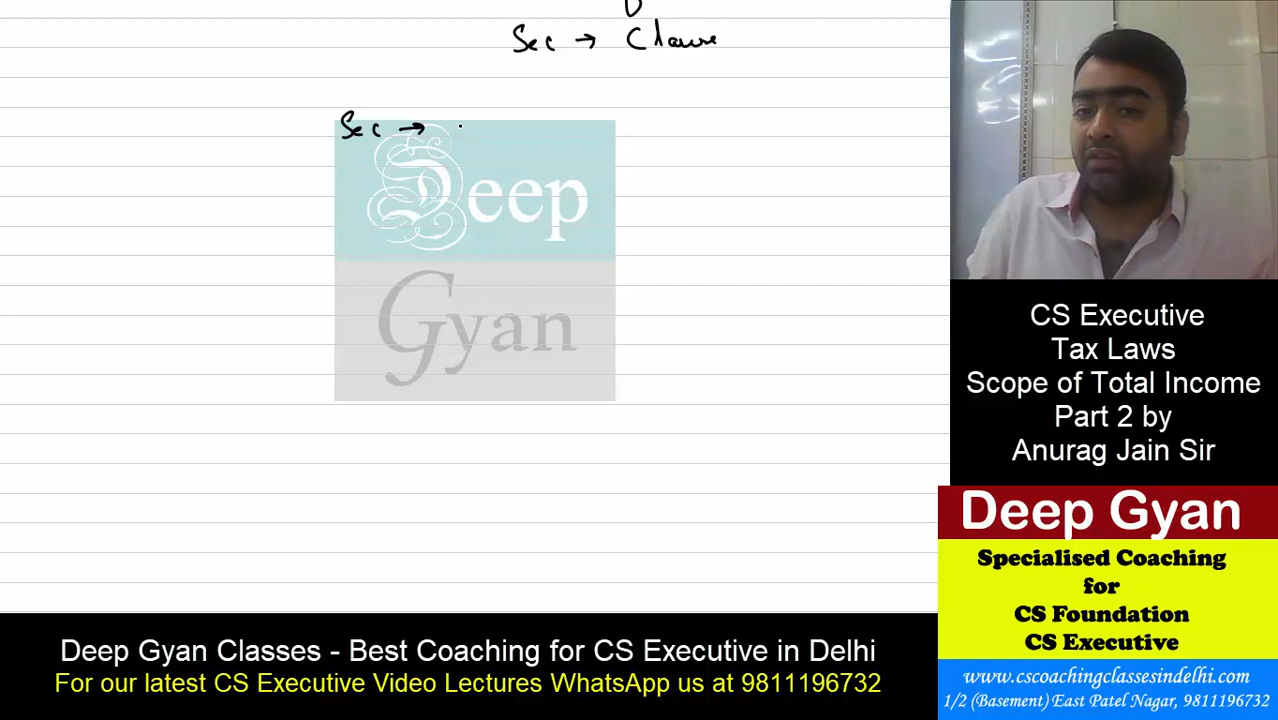 Sec → Clause
Sec →
Deep
Gyan
CS Executive
Tax Laws
Scope of Total Income
Part 2 by
Anurag Jain Sir
Deep Gyan
Specialised Coaching
for
CS Foundation
CS Executive
www.cscoachingclassesindelhi.com
1/2 (Basement) East Patel Nagar, 9811196732
Deep Gyan Classes - Best Coaching for CS Executive in Delhi
For our latest CS Executive Video Lectures WhatsApp us at 9811196732